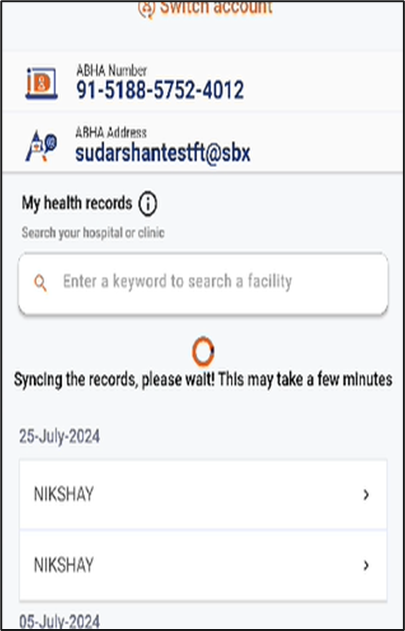 Switch account
ABHA Number
91-5188-5752-4012
ABHA Address
sudarshantestft@sbx
My health records
Search your hospital or clinic
Enter a keyword to search a facility
Syncing the records, please wait! This may take a few minutes
25-July-2024
NIKSHAY
NIKSHAY
05-July-2024